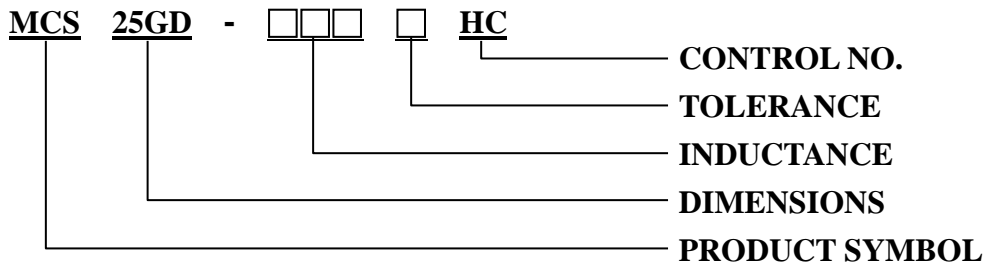 MCS 25GD - □□□ □ HC
CONTROL NO.
TOLERANCE
INDUCTANCE
DIMENSIONS
PRODUCT SYMBOL